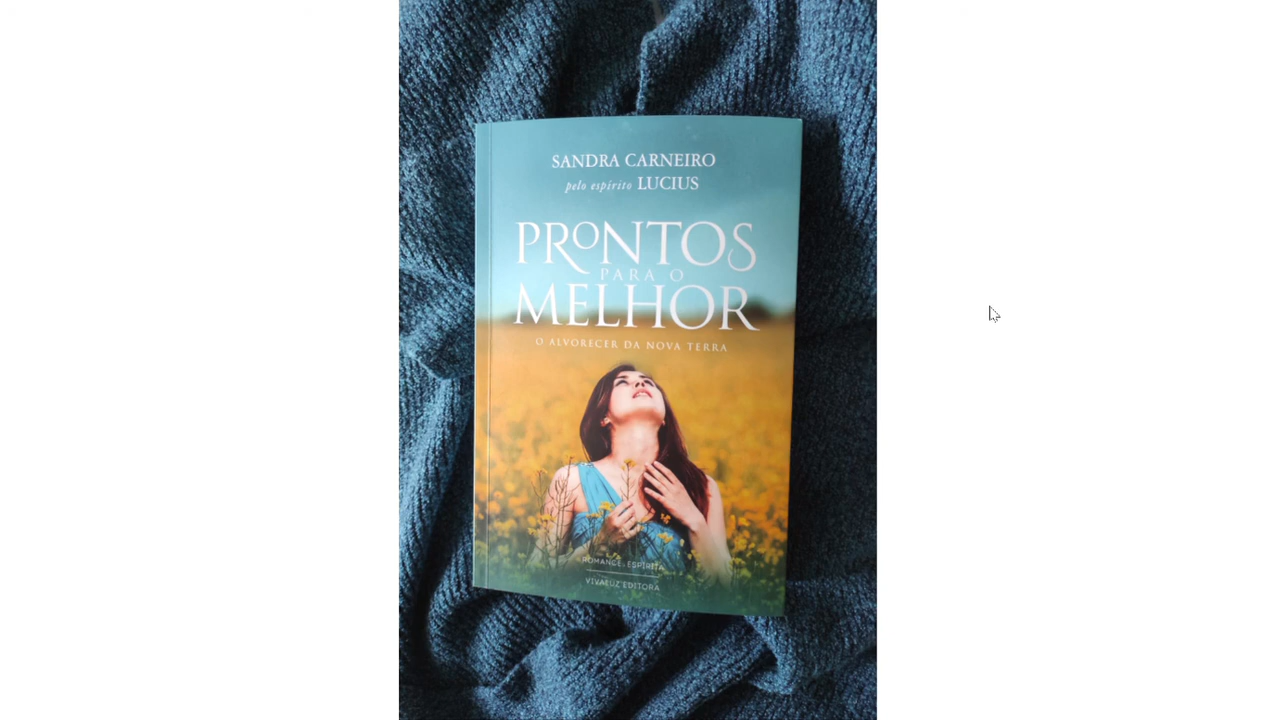 SANDRA CARNEIRO
pelo espírito LUCIUS
PRONTOS
PARA O
MELHOR
O ALVORECER DA NOVA TERRA
ROMANCE ESPÍRITA
VIVALUZ EDITORA